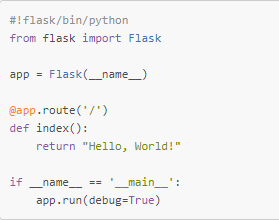 #!flask/bin/python
from flask import Flask

app = Flask(__name__)

@app.route('/')
def index():
    return "Hello, World!"

if __name__ == '__main__':
    app.run(debug=True)